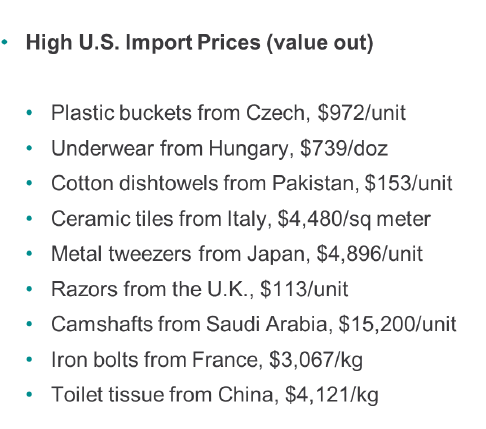 • High U.S. Import Prices (value out)
• Plastic buckets from Czech, $972/unit
• Underwear from Hungary, $739/doz
• Cotton dishtowels from Pakistan, $153/unit
• Ceramic tiles from Italy, $4,480/sq meter
• Metal tweezers from Japan, $4,896/unit
• Razors from the U.K., $113/unit
• Camshafts from Saudi Arabia, $15,200/unit
• Iron bolts from France, $3,067/kg
• Toilet tissue from China, $4,121/kg